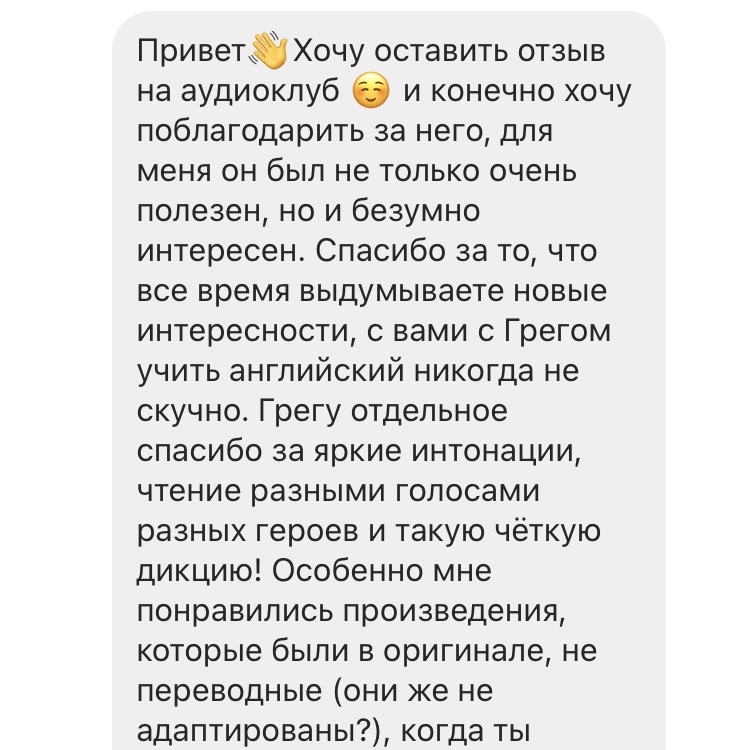 Привет👋Хочу оставить отзыв
на аудиоклуб ☺️ и конечно хочу
поблагодарить за него, для
меня он был не только очень
полезен, но и безумно
интересен. Спасибо за то, что
все время выдумываете новые
интересности, с вами с Грегом
учить английский никогда не
скучно. Грегу отдельное
спасибо за яркие интонации,
чтение разными голосами
разных героев и такую чёткую
дикцию! Особенно мне
понравились произведения,
которые были в оригинале, не
переводные (они же не
адаптированы?), когда ты